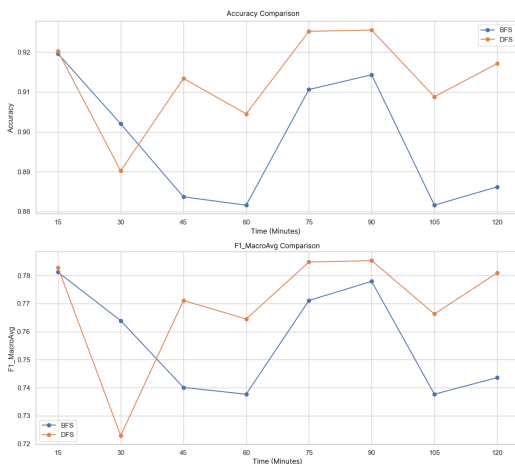 Accuracy Comparison
BFS
DFS
0.92
0.91
0.90
0.89
0.88
Accuracy
15 30 45 60 75 90 105 120
Time (Minutes)
F1_MacroAvg Comparison
0.78
0.77
0.76
0.75
0.74
0.73
0.72
F1_MacroAvg
BFS
DFS
15 30 45 60 75 90 105 120
Time (Minutes)